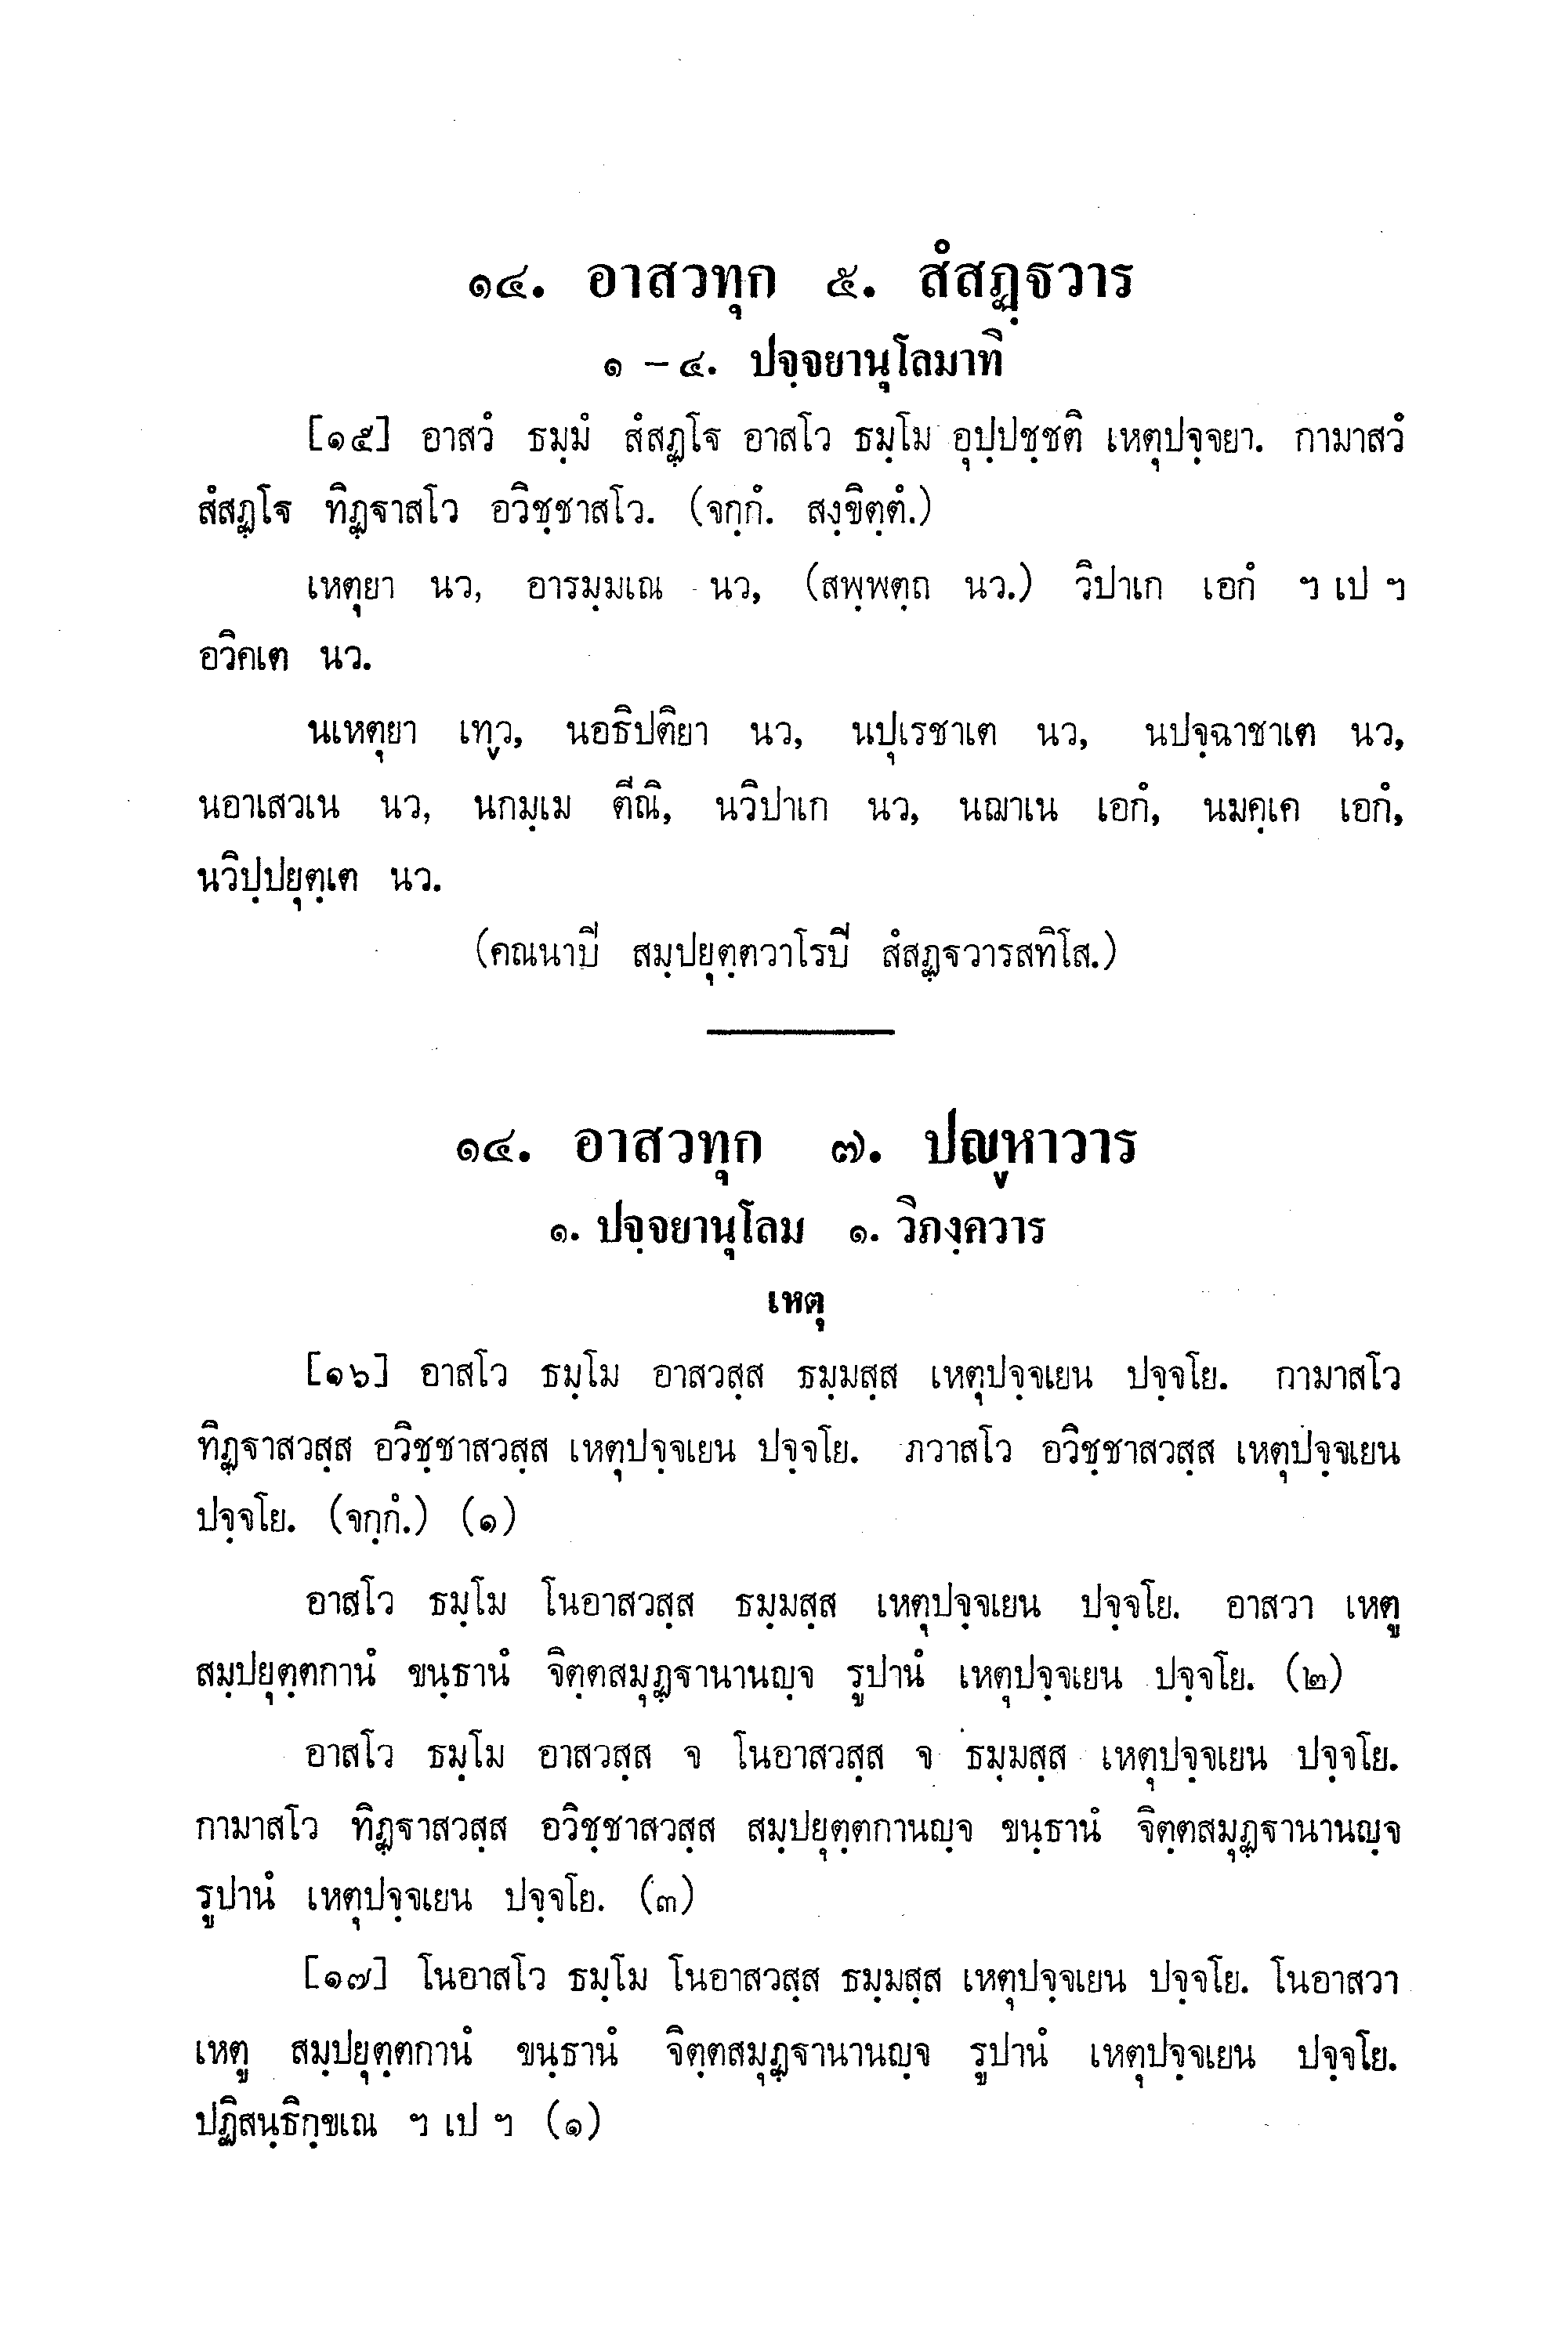 ๑๔. อาสวทุก ๕. สํสฏฺฐวาร
๑ – ๔. ปจฺจยานุโลมาทิ
[๑๕] อาสวํ ธมฺมํ สํสฏฺโฐ อาสโว ธมฺโม อุปฺปชฺชติ เหตุปจฺจยา. กามาสวํ
สํสฏฺโฐ ทิฏฺฐาสโว อวิชฺชาสโว. (จกฺกํ. สงฺขิตฺตํ.)
เหตุยา นว, อารมฺมเณ นว, (สพฺพตฺถ นว.) วิปาเก เอกํ ฯ เป ฯ
อวิคเต นว.
นเหตุยา เทฺว, นอธิปติยา นว, นปุเรชาเต นว, นปจฺฉาชาเต นว,
นอาเสวเน นว, นกมฺเม ตีณิ, นวิปาเก นว, นฌาเน เอกํ, นมคฺเค เอกํ,
นวิปฺปยุตฺเต นว.
(คณนาปิ สมฺปยุตฺตวาโรปิ สํสฏฺฐวารสทิโส.)
๑๔. อาสวทุก ๗. ปญฺหาวาร
๑. ปจฺจยานุโลม ๑. วิภงฺควาร
เหตุ
[๑๖] อาสโว ธมฺโม อาสวสฺส ธมฺมสฺส เหตุปจฺจเยน ปจฺจโย. กามาสโว
ทิฏฺฐาสวสฺส อวิชฺชาสวสฺส เหตุปจฺจเยน ปจฺจโย. ภวาสโว อวิชฺชาสวสฺส เหตุปจฺจเยน
ปจฺจโย. (จกฺกํ.) (๑)
อาสโว ธมฺโม โนอาสวสฺส ธมฺมสฺส เหตุปจฺจเยน ปจฺจโย. อาสวา เหตู
สมฺปยุตฺตกานํ ขนฺธานํ จิตฺตสมุฏฺฐานานญฺจ รูปานํ เหตุปจฺจเยน ปจฺจโย. (๒)
อาสโว ธมฺโม อาสวสฺส จ โนอาสวสฺส จ ธมฺมสฺส เหตุปจฺจเยน ปจฺจโย.
กามาสโว ทิฏฺฐาสวสฺส อวิชฺชาสวสฺส สมฺปยุตฺตกานญฺจ ขนฺธานํ จิตฺตสมุฏฺฐานานญฺจ
รูปานํ เหตุปจฺจเยน ปจฺจโย. (๓)
[๑๗] โนอาสโว ธมฺโม โนอาสวสฺส ธมฺมสฺส เหตุปจฺจเยน ปจฺจโย. โนอาสวา
เหตู สมฺปยุตฺตกานํ ขนฺธานํ จิตฺตสมุฏฺฐานานญฺจ รูปานํ เหตุปจฺจเยน ปจฺจโย.
ปฏิสนฺธิกฺขเณ ฯ เป ฯ (๑)